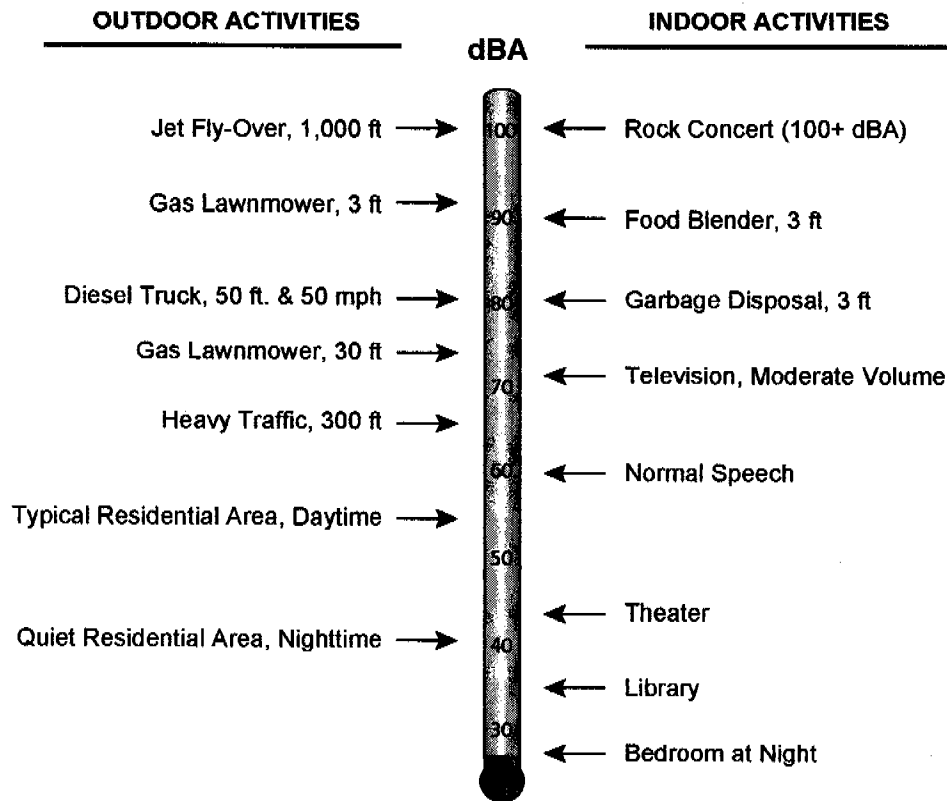 OUTDOOR ACTIVITIES
INDOOR ACTIVITIES
dBA
Jet Fly-Over, 1,000 ft
100
Rock Concert (100+ dBA)
Gas Lawnmower, 3 ft
90
Food Blender, 3 ft
Diesel Truck, 50 ft. & 50 mph
80
Garbage Disposal, 3 ft
Gas Lawnmower, 30 ft
70
Television, Moderate Volume
Heavy Traffic, 300 ft
60
Normal Speech
Typical Residential Area, Daytime
50
Theater
Quiet Residential Area, Nighttime
40
Library
30
Bedroom at Night